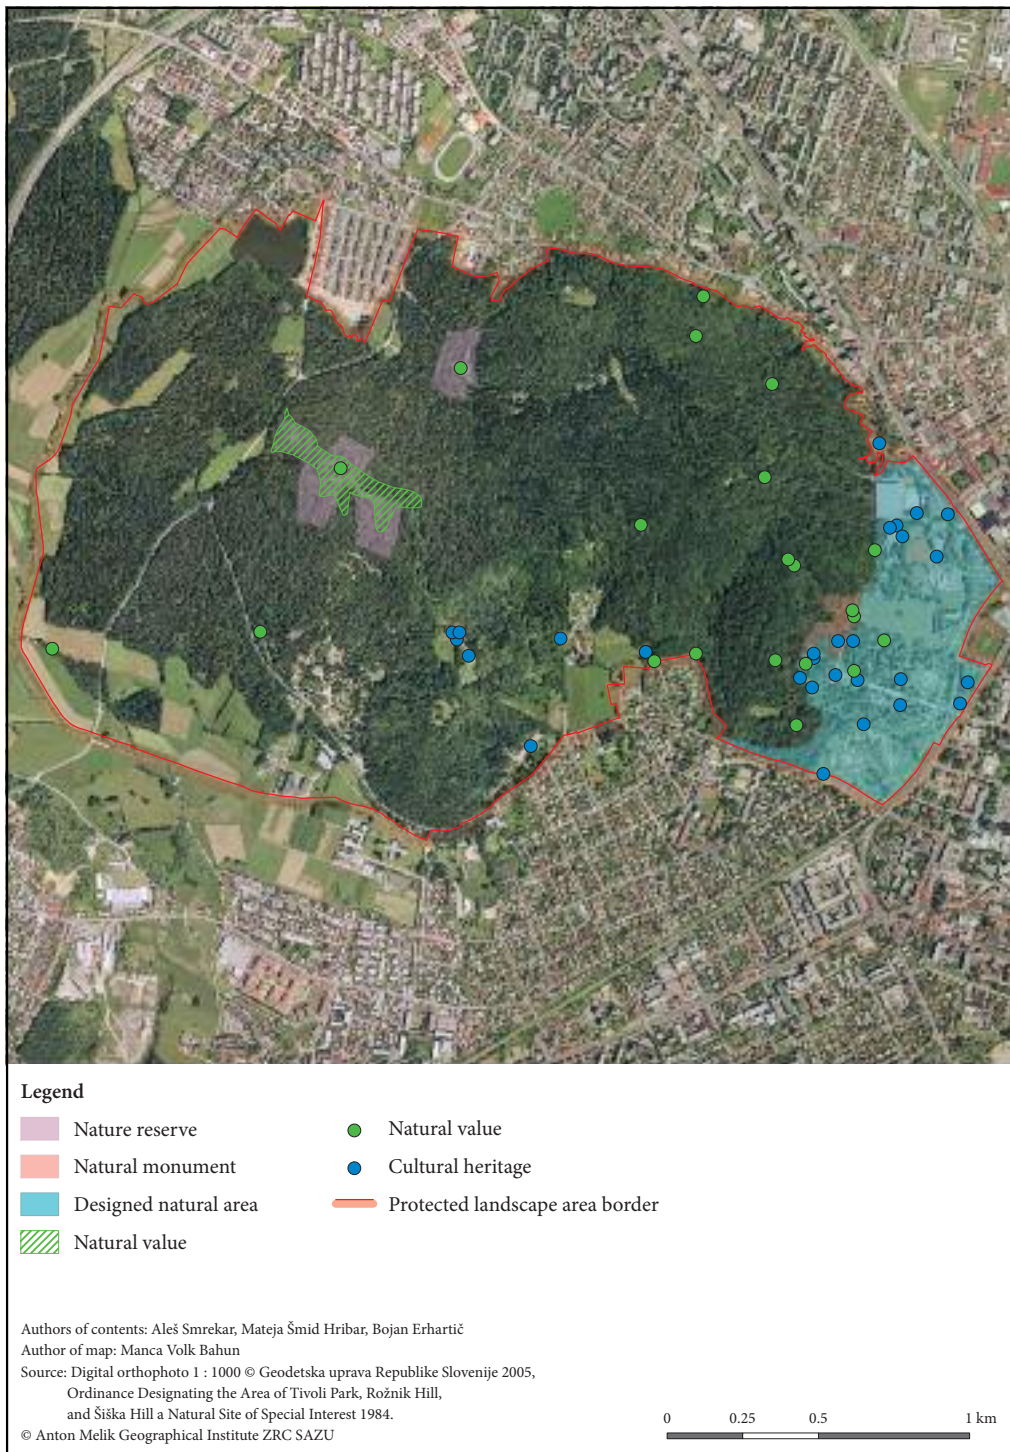 Legend
Nature reserve
Natural monument
Designed natural area
Natural value
Natural value
Cultural heritage
Protected landscape area border
Authors of contents: Aleš Smrekar, Mateja Šmid Hribar, Bojan Erhartič
Author of map: Manca Volk Bahun
Source: Digital orthophoto 1 : 1000 © Geodetska uprava Republike Slovenije 2005,
Ordinance Designating the Area of Tivoli Park, Rožnik Hill,
and Šiška Hill a Natural Site of Special Interest 1984.
© Anton Melik Geographical Institute ZRC SAZU
0 0.25 0.5 1 km